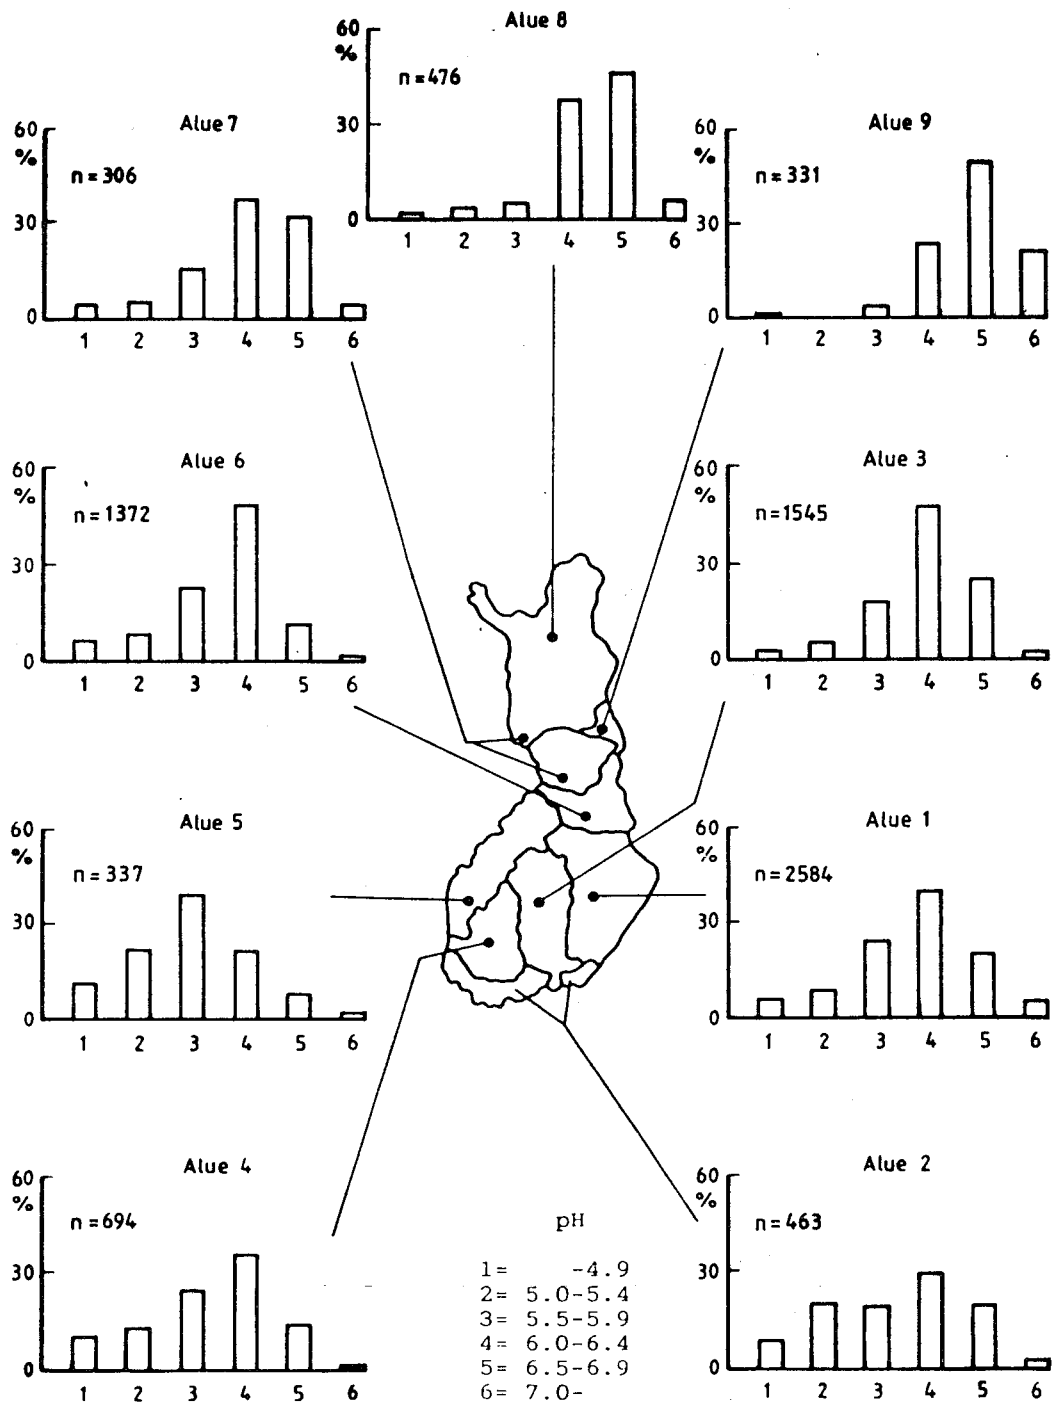 Alue 8
60
%
n=476
30
0
1 2 3 4 5 6
Alue 7
60
%
n=306
30
0
1 2 3 4 5 6
Alue 9
60
%
n=331
30
0
1 2 3 4 5 6
Alue 6
60
%
n=1372
30
0
1 2 3 4 5 6
Alue 3
60
%
n=1545
30
0
1 2 3 4 5 6
Alue 5
60
%
n=337
30
0
1 2 3 4 5 6
Alue 1
60
%
n=2584
30
0
1 2 3 4 5 6
Alue 4
60
%
n=694
30
0
1 2 3 4 5 6
Alue 2
60
%
n=463
30
0
1 2 3 4 5 6
pH
1= -4.9
2= 5.0-5.4
3= 5.5-5.9
4= 6.0-6.4
5= 6.5-6.9
6= 7.0-